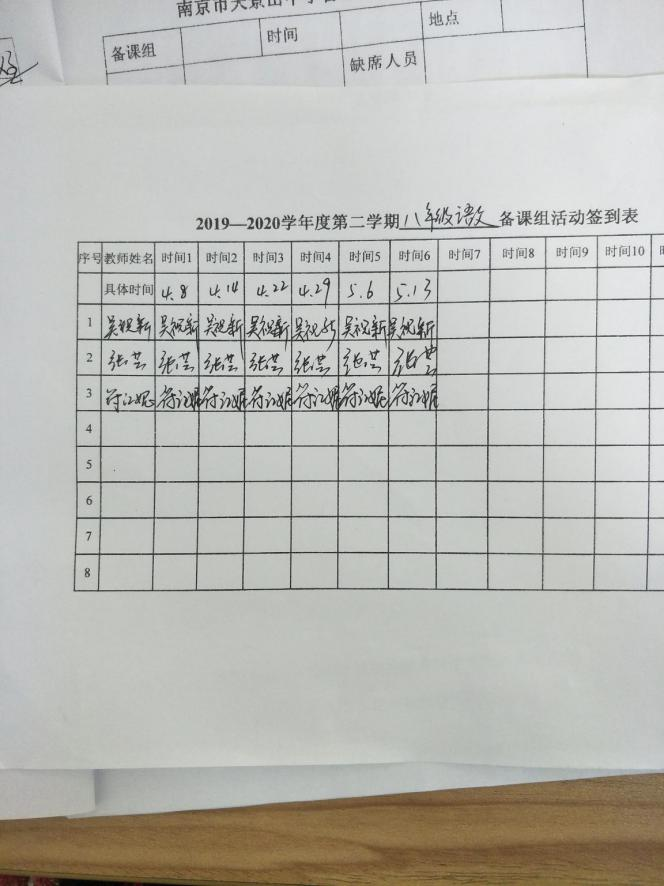 南京市天景山中学
备课组 时间 地点
缺席人员
2019—2020学年度第二学期八年级语文备课组活动签到表
序号 教师姓名 时间1 时间2 时间3 时间4 时间5 时间6 时间7 时间8 时间9 时间10
具体时间 4.8 4.14 4.22 4.29 5.6 5.13
1 吴祝新 吴祝新 吴祝新 吴祝新 吴祝新 吴祝新 吴祝新
2 张芸 张芸 张芸 张芸 张芸 张芸 张芸
3 符江妮 符江妮 符江妮 符江妮 符江妮 符江妮 符江妮
4
5
6
7
8